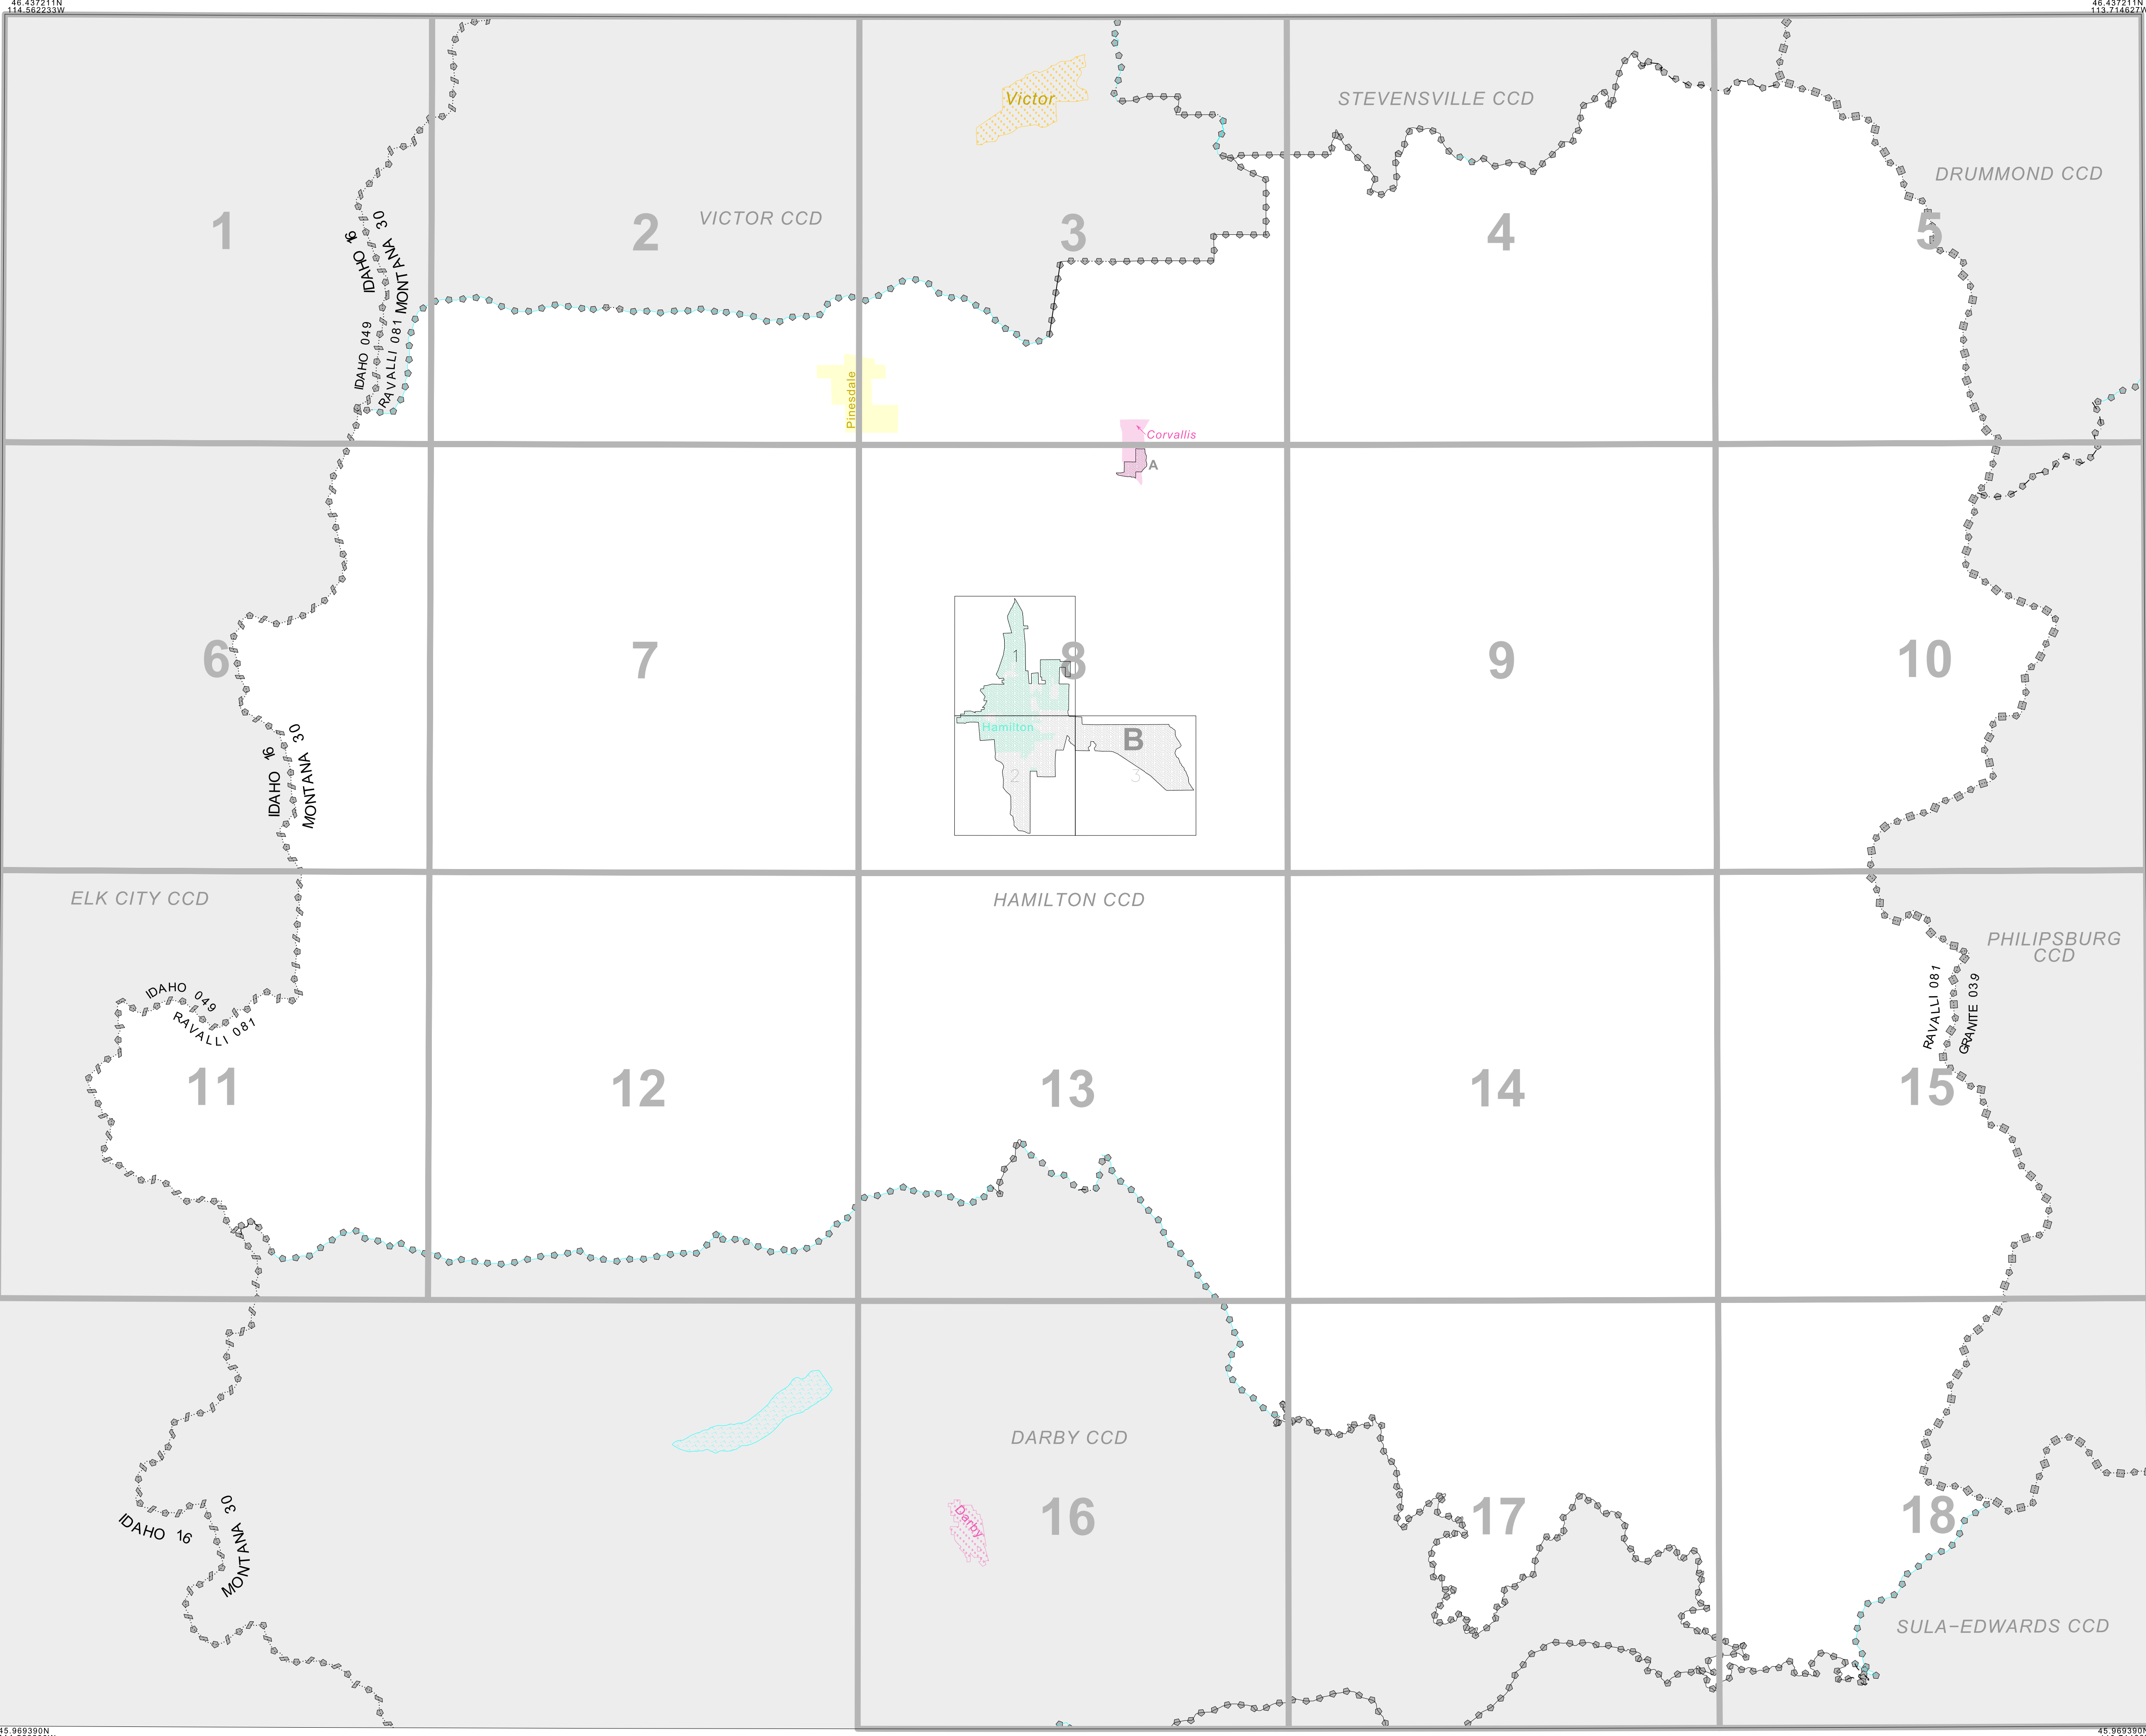 46.437211N
114.562233W
46.437211N
113.714627W
Victor
STEVENSVILLE CCD
DRUMMOND CCD
1
2
VICTOR CCD
3
4
5
IDAHO 16
MONTANA 30
IDAHO 049
RAVALLI 081
Pinesdale
Corvallis
A
6
7
1
8
9
10
Hamilton
B
2
3
IDAHO 16
MONTANA 30
ELK CITY CCD
HAMILTON CCD
PHILIPSBURG
CCD
IDAHO 049
RAVALLI 081
RAVALLI 081
GRANITE 039
11
12
13
14
15
DARBY CCD
Darby
16
17
18
IDAHO 16
MONTANA 30
SULA-EDWARDS CCD
45.969390N
45.969390N